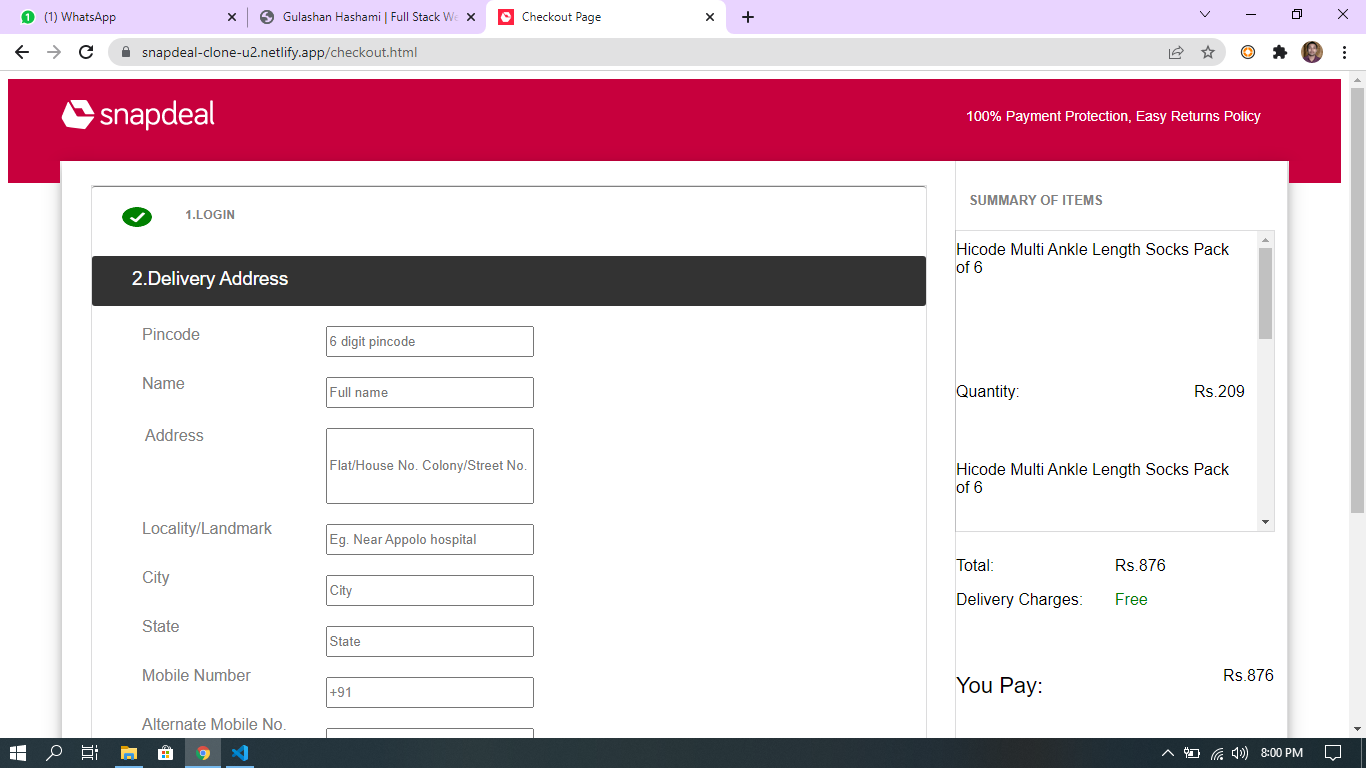 (1) WhatsApp
Gulashan Hashami | Full Stack We
Checkout Page
snapdeal-clone-u2.netlify.app/checkout.html
snapdeal
100% Payment Protection, Easy Returns Policy
1.LOGIN
2.Delivery Address
Pincode
6 digit pincode
Name
Full name
Address
Flat/House No. Colony/Street No.
Locality/Landmark
Eg. Near Appolo hospital
City
City
State
State
Mobile Number
+91
Alternate Mobile No.
SUMMARY OF ITEMS
Hicode Multi Ankle Length Socks Pack
of 6
Quantity: Rs.209
Hicode Multi Ankle Length Socks Pack
of 6
Total: Rs.876
Delivery Charges: Free
You Pay: Rs.876
8:00 PM